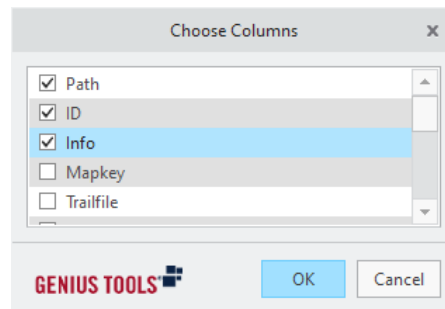 Choose Columns
Path
ID
Info
Mapkey
Trailfile
GENIUS TOOLS
OK
Cancel